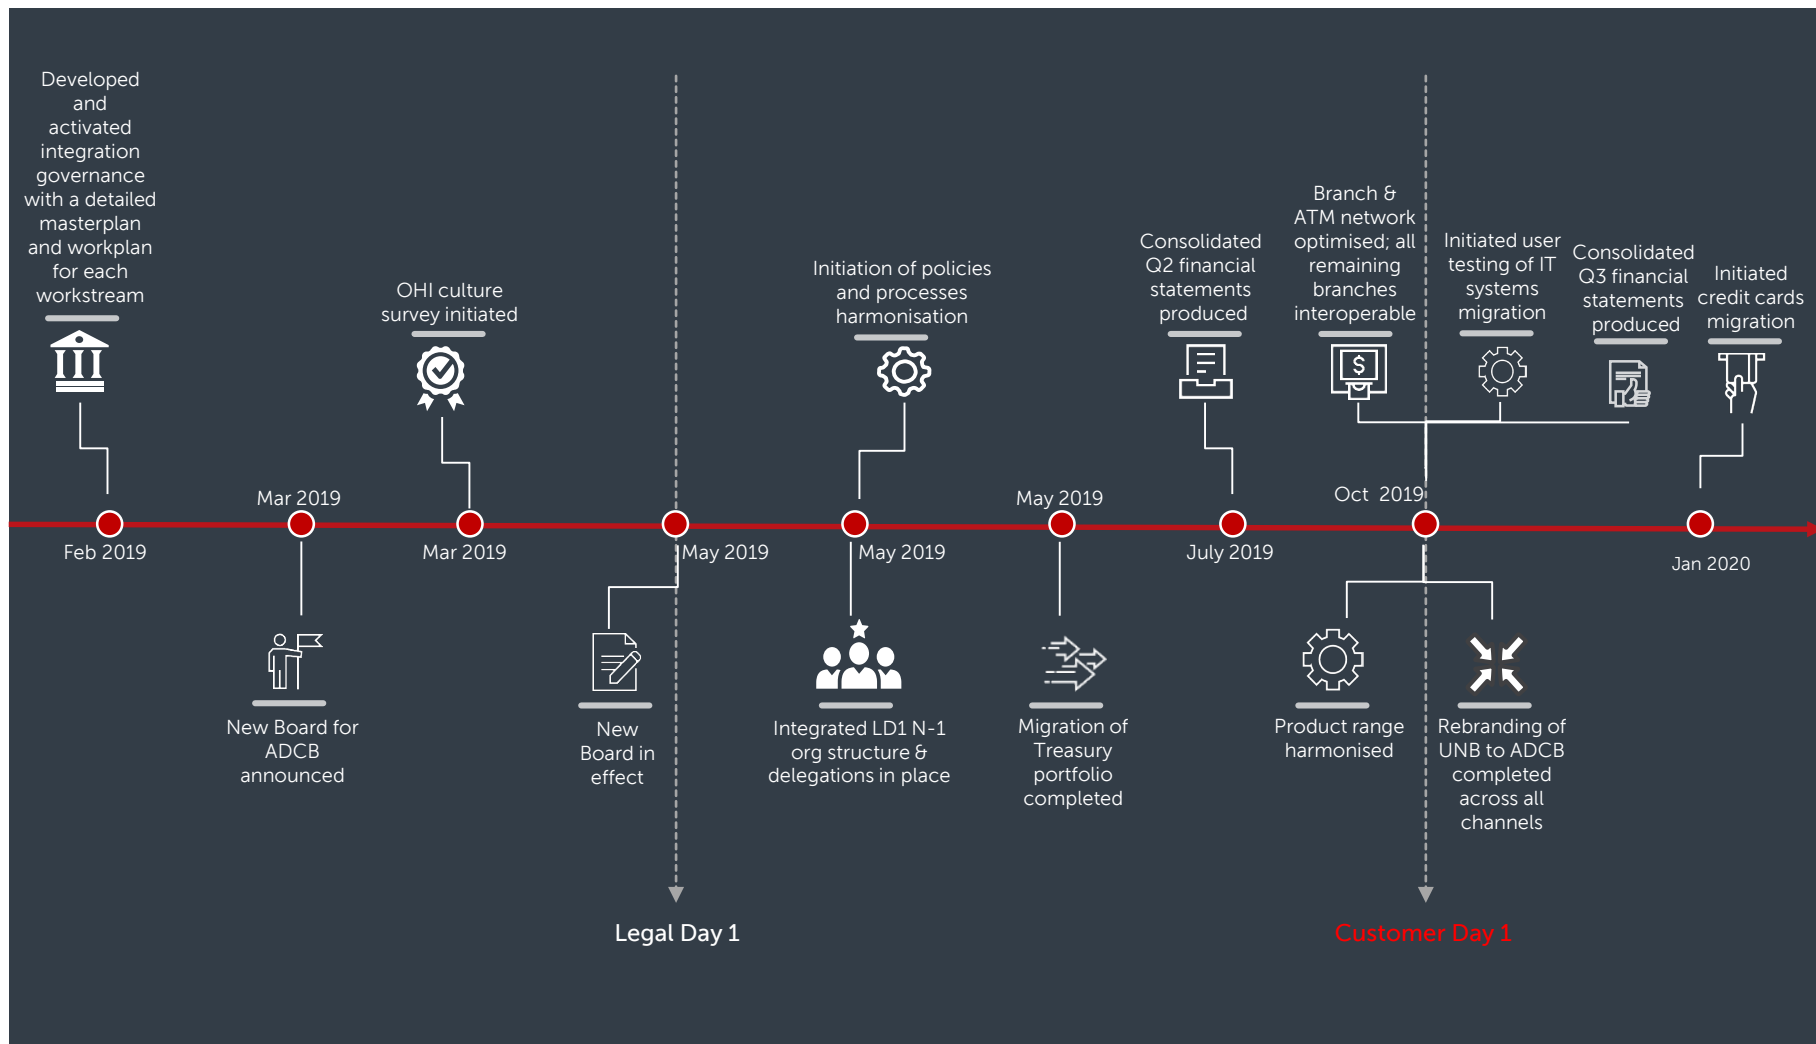 Developed
and
activated
integration
governance
with a detailed
masterplan
and workplan
for each
workstream
OHI culture
survey initiated
Initiation of policies
and processes
harmonisation
Consolidated
Q2 financial
statements
produced
Branch &
ATM network
optimised; all
remaining
branches
interoperable
Initiated user
testing of IT
systems
migration
Consolidated
Q3 financial
statements
produced
Initiated
credit cards
migration
$
Feb 2019
Mar 2019
Mar 2019
May 2019
May 2019
May 2019
July 2019
Oct 2019
Jan 2020
New Board for
ADCB
announced
New
Board in
effect
Integrated LD1 N-1
org structure &
delegations in place
Migration of
Treasury
portfolio
completed
Product range
harmonised
Rebranding of
UNB to ADCB
completed
across all
channels
Legal Day 1
Customer Day 1